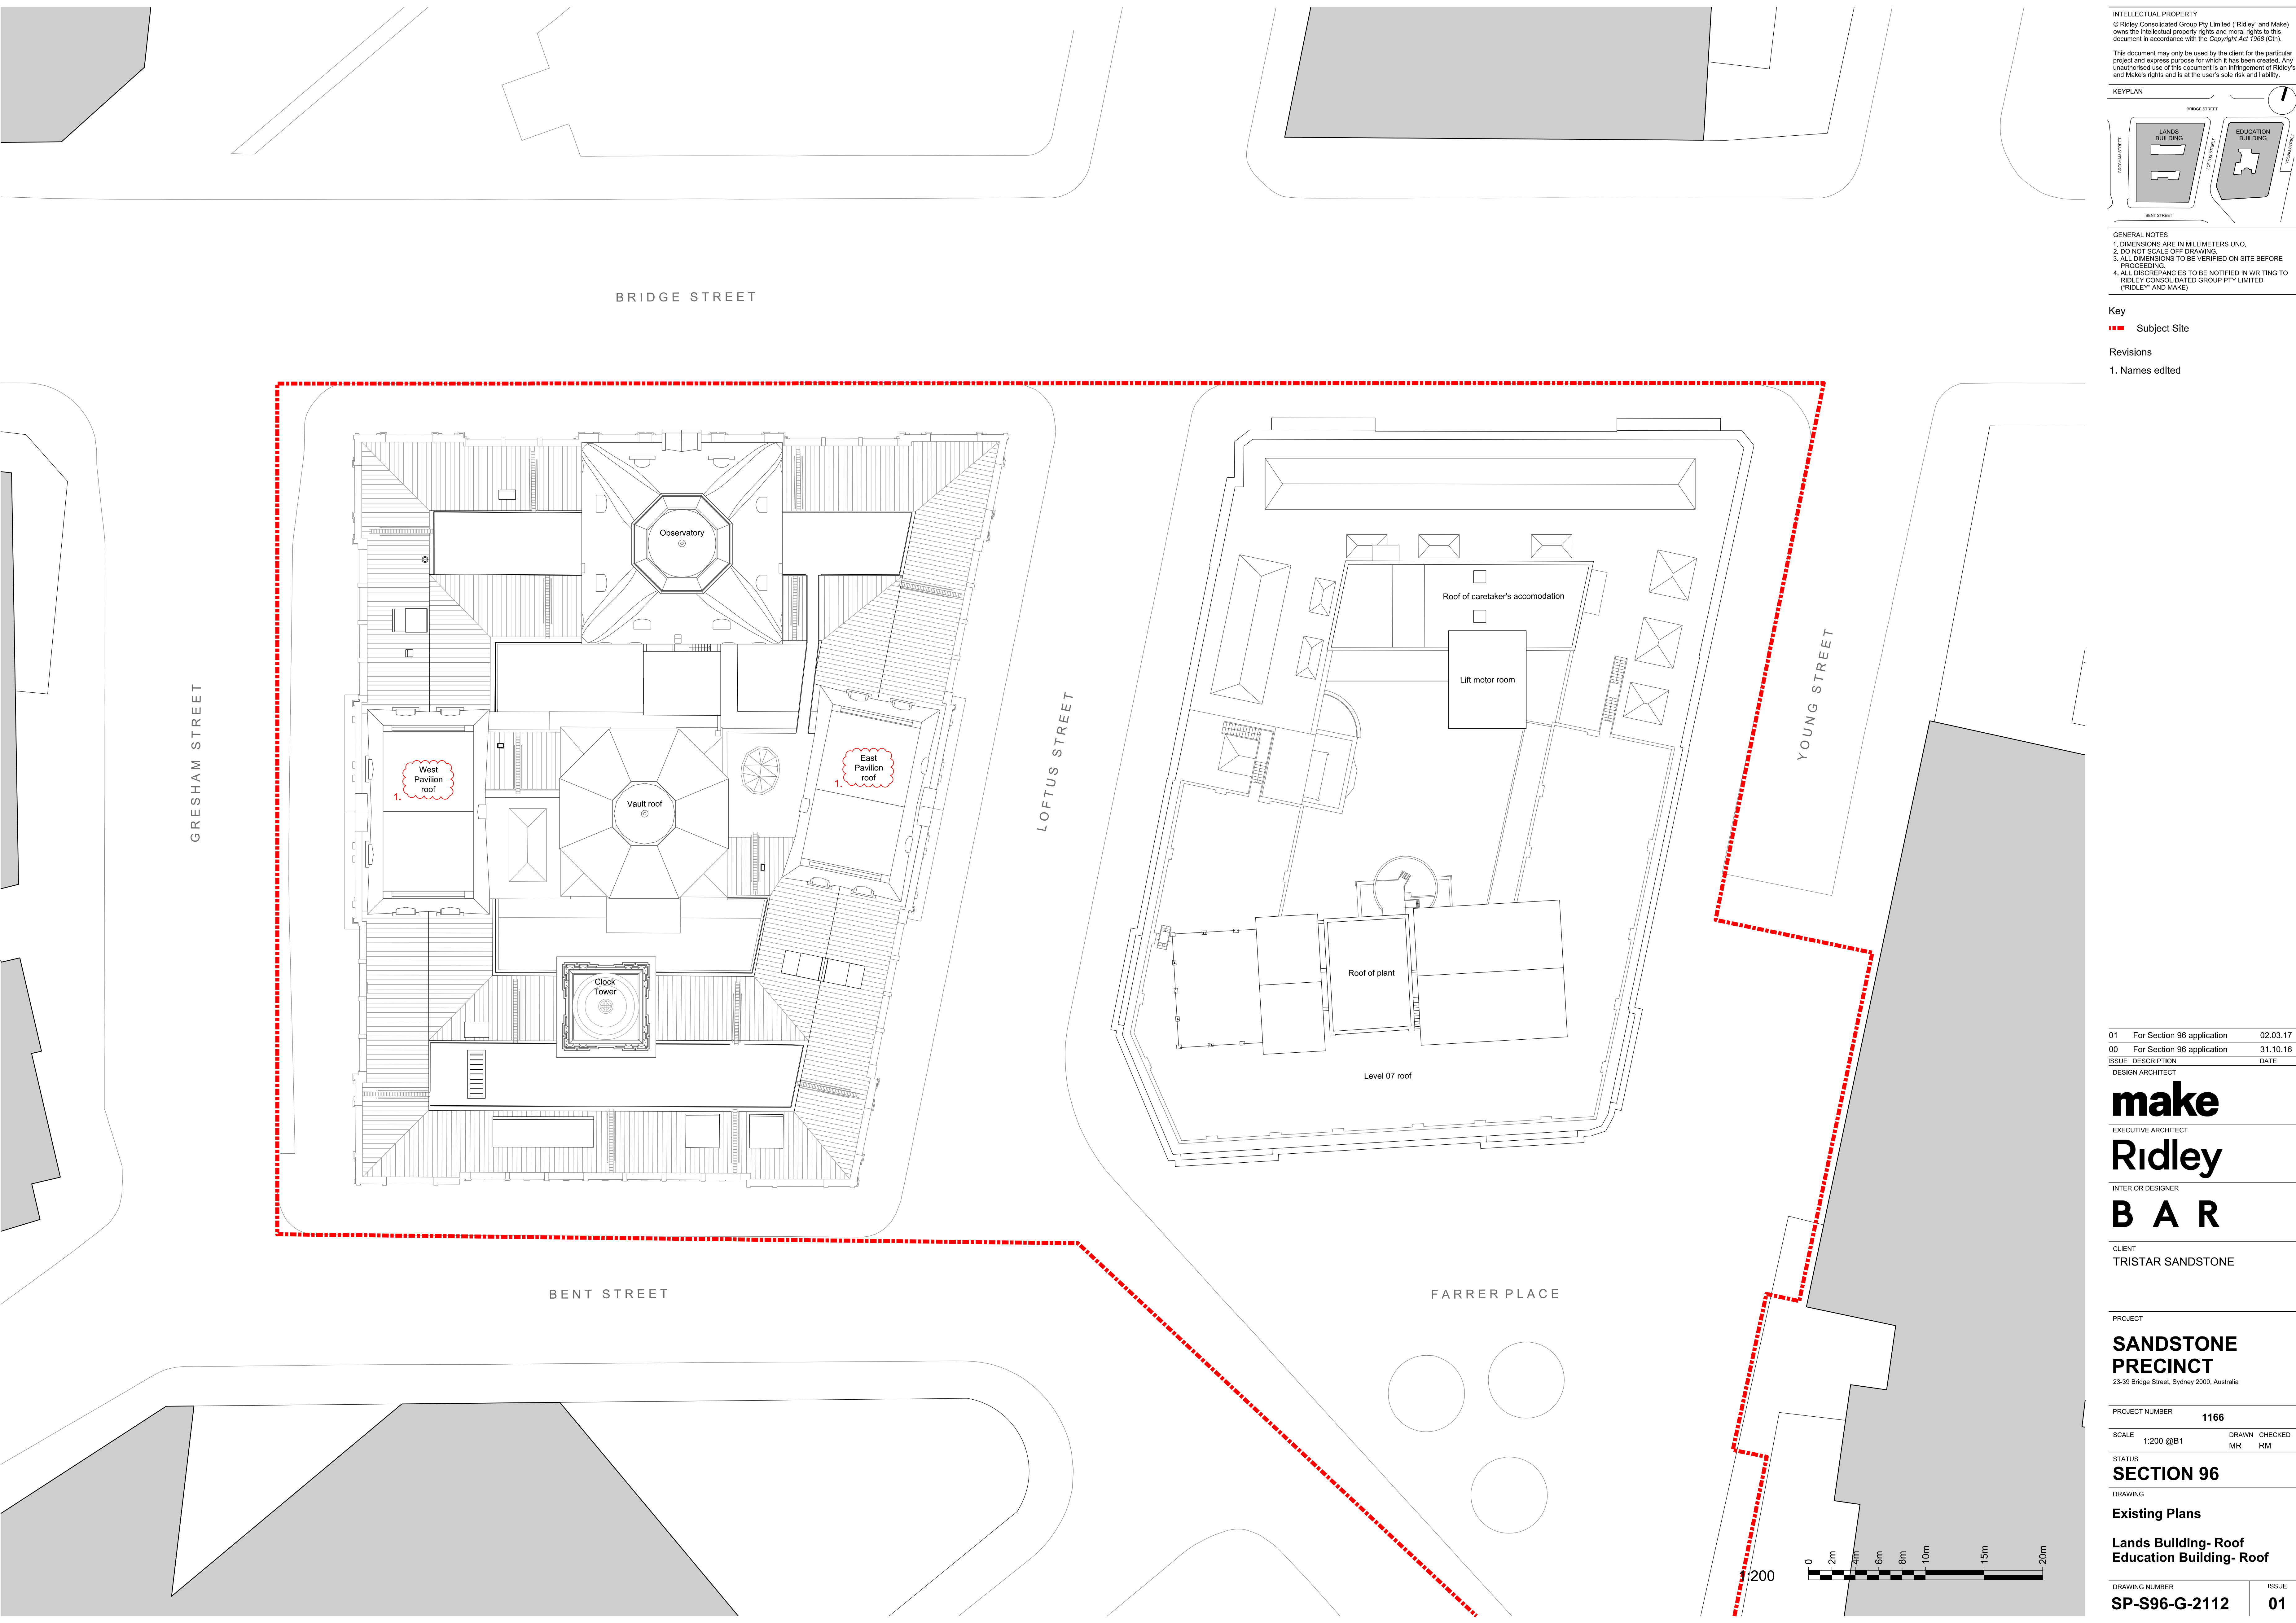 BRIDGE STREET
GRESHAM STREET
LOFTUS STREET
YOUNG STREET
BENT STREET
FARRER PLACE
Observatory
West
Pavilion
roof
1.
East
Pavilion
roof
1.
Vault roof
Clock
Tower
Roof of caretaker's accomodation
Lift motor room
Roof of plant
Level 07 roof
1:200
0
2m
4m
6m
8m
10m
15m
20m
INTELLECTUAL PROPERTY
© Ridley Consolidated Group Pty Limited ("Ridley" and Make)
owns the intellectual property rights and moral rights to this
document in accordance with the Copyright Act 1968 (Cth).
This document may only be used by the client for the particular
project and express purpose for which it has been created. Any
unauthorised use of this document is an infringement of Ridley's
and Make's rights and is at the user's sole risk and liability.
KEYPLAN
BRIDGE STREET
LANDS
BUILDING
EDUCATION
BUILDING
GRESHAM STREET
LOFTUS STREET
YOUNG STREET
BENT STREET
GENERAL NOTES
1. DIMENSIONS ARE IN MILLIMETERS UNO.
2. DO NOT SCALE OFF DRAWING.
3. ALL DIMENSIONS TO BE VERIFIED ON SITE BEFORE
PROCEEDING.
4. ALL DISCREPANCIES TO BE NOTIFIED IN WRITING TO
RIDLEY CONSOLIDATED GROUP PTY LIMITED
("RIDLEY" AND MAKE)
Key
Subject Site
Revisions
1. Names edited
01 For Section 96 application 02.03.17
00 For Section 96 application 31.10.16
ISSUE DESCRIPTION DATE
DESIGN ARCHITECT
make
EXECUTIVE ARCHITECT
Ridley
INTERIOR DESIGNER
BAR
CLIENT
TRISTAR SANDSTONE
PROJECT
SANDSTONE
PRECINCT
23-39 Bridge Street, Sydney 2000, Australia
PROJECT NUMBER
1166
SCALE
1:200 @B1
DRAWN CHECKED
MR RM
STATUS
SECTION 96
DRAWING
Existing Plans
Lands Building- Roof
Education Building- Roof
DRAWING NUMBER ISSUE
SP-S96-G-2112 01